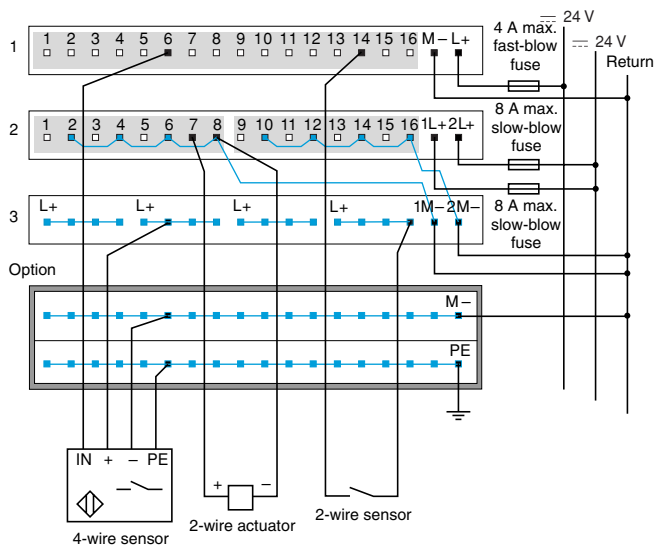 ⎓ 24 V
1 1 2 3 4 5 6 7 8 9 10 11 12 13 14 15 16 M– L+
4 A max.
fast-blow
fuse
⎓ 24 V
Return
2 1 2 3 4 5 6 7 8 9 10 11 12 13 14 15 16 1L+ 2L+
8 A max.
slow-blow
fuse
3 L+ L+ L+ L+ 1M– 2M–
8 A max.
slow-blow
fuse
Option
M –
PE
IN + – PE
+ –
2-wire actuator
2-wire sensor
4-wire sensor